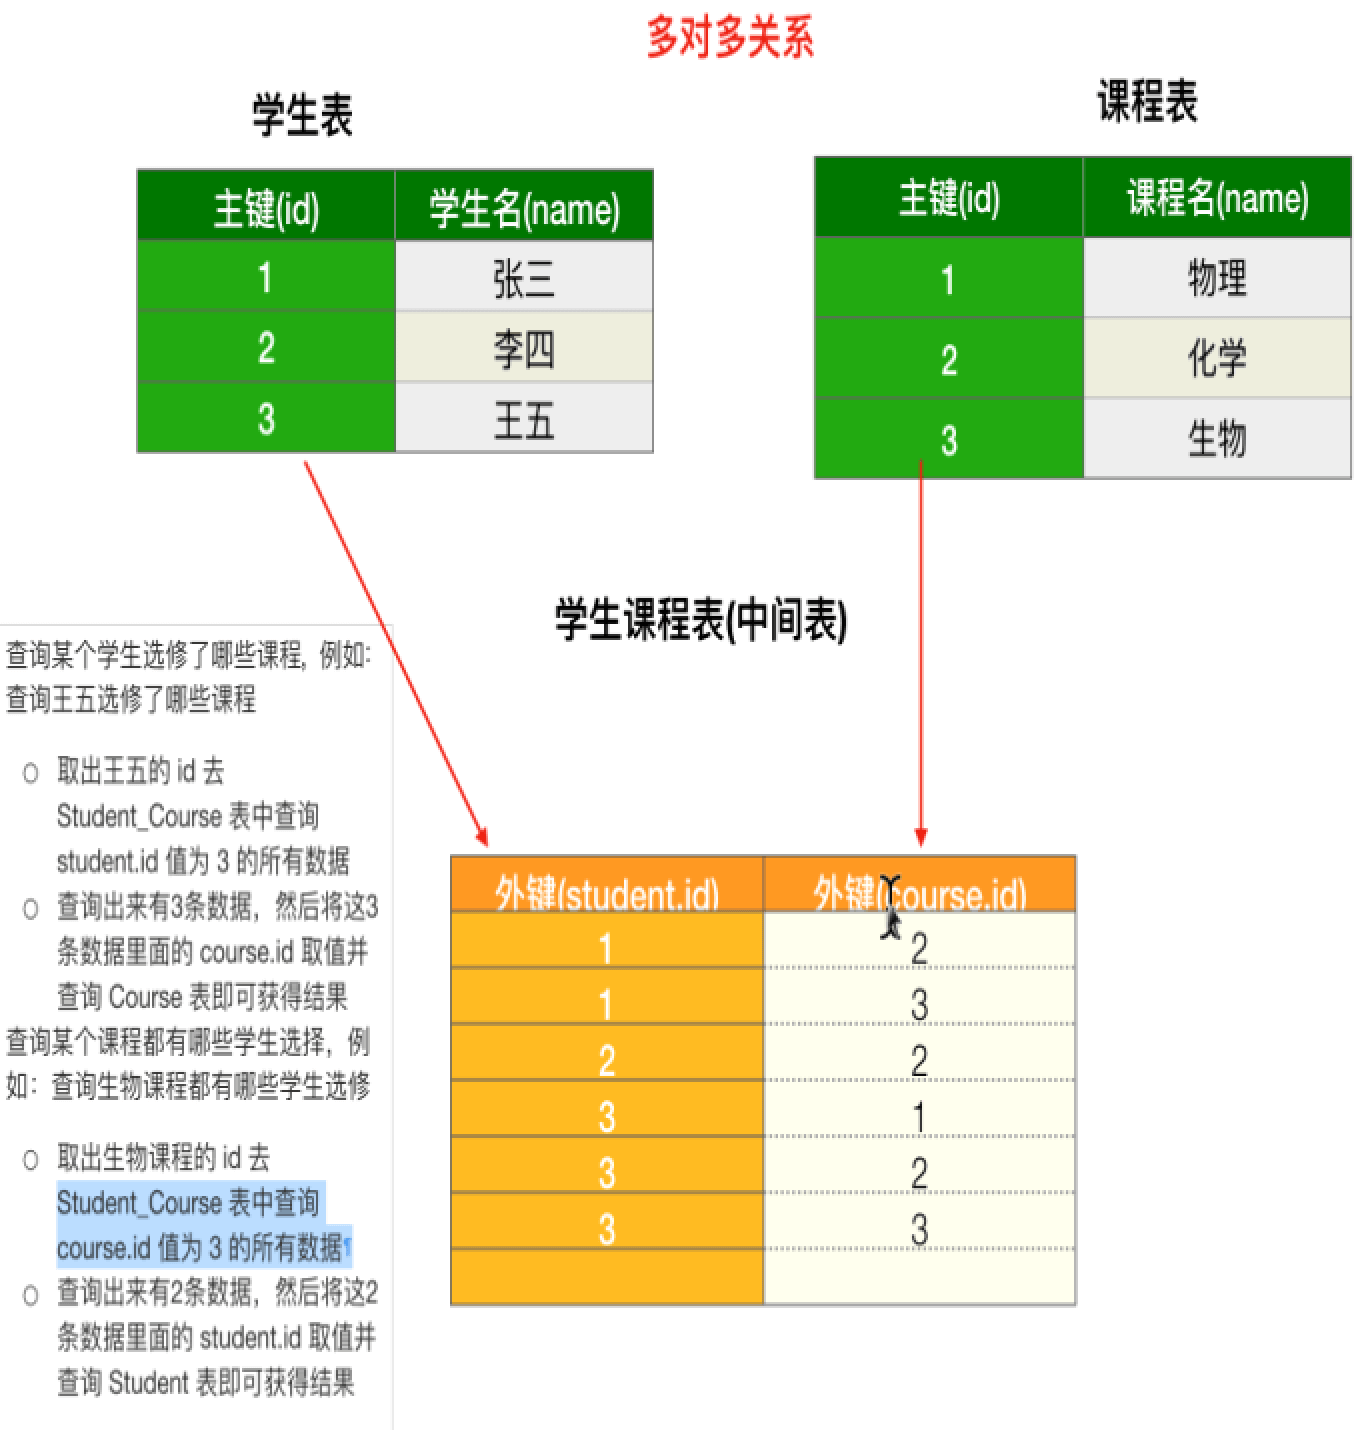 多对多关系
学生表
主键(id) 学生名(name)
1 张三
2 李四
3 王五
课程表
主键(id) 课程名(name)
1 物理
2 化学
3 生物
查询某个学生选修了哪些课程, 例如:
查询王五选修了哪些课程
○ 取出王五的 id 去
Student_Course 表中查询
student.id 值为 3 的所有数据
○ 查询出来有3条数据，然后将这3
条数据里面的 course.id 取值并
查询 Course 表即可获得结果
查询某个课程都有哪些学生选择，例
如：查询生物课程都有哪些学生选修
○ 取出生物课程的 id 去
Student_Course 表中查询
course.id 值为 3 的所有数据¶
○ 查询出来有2条数据，然后将这2
条数据里面的 student.id 取值并
查询 Student 表即可获得结果
学生课程表(中间表)
外键(student.id) 外键(course.id)
1 2
1 3
2 2
3 1
3 2
3 3